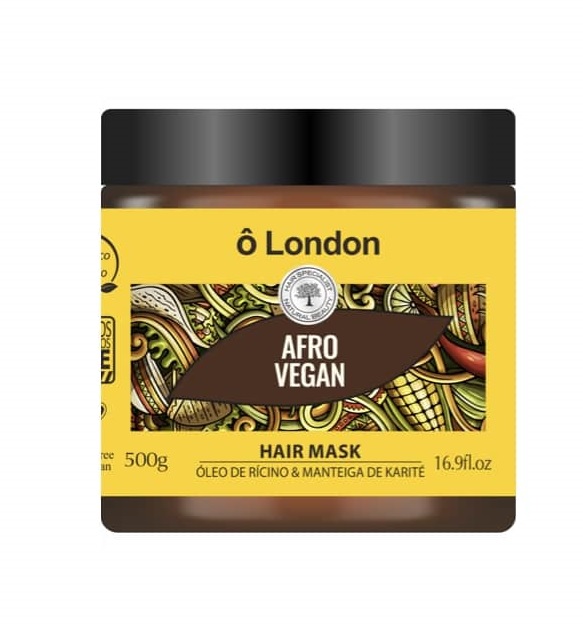 ô London
HAIR SPECIALIST
NATURAL BEAUTY
AFRO
VEGAN
HAIR MASK
500g
ÓLEO DE RÍCINO & MANTEIGA DE KARITÉ
16.9fl.oz